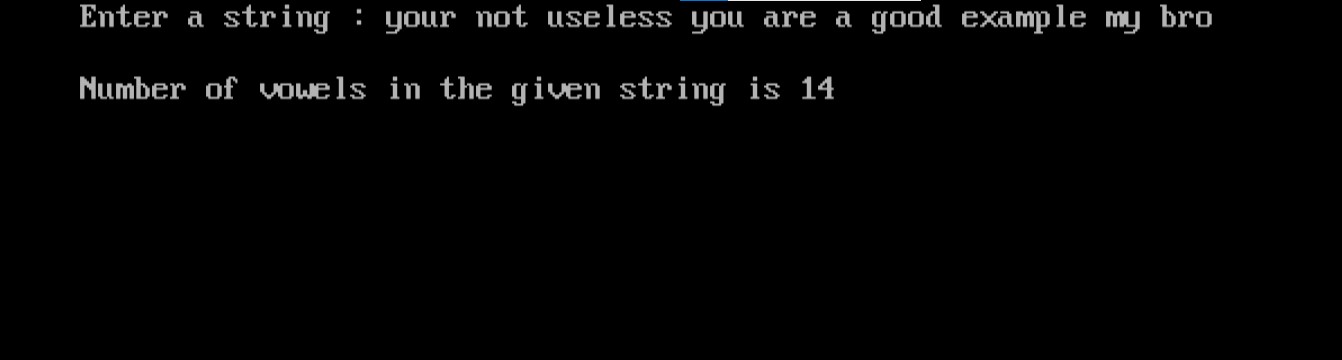 Enter a string : your not useless you are a good example my bro
Number of vowels in the given string is 14